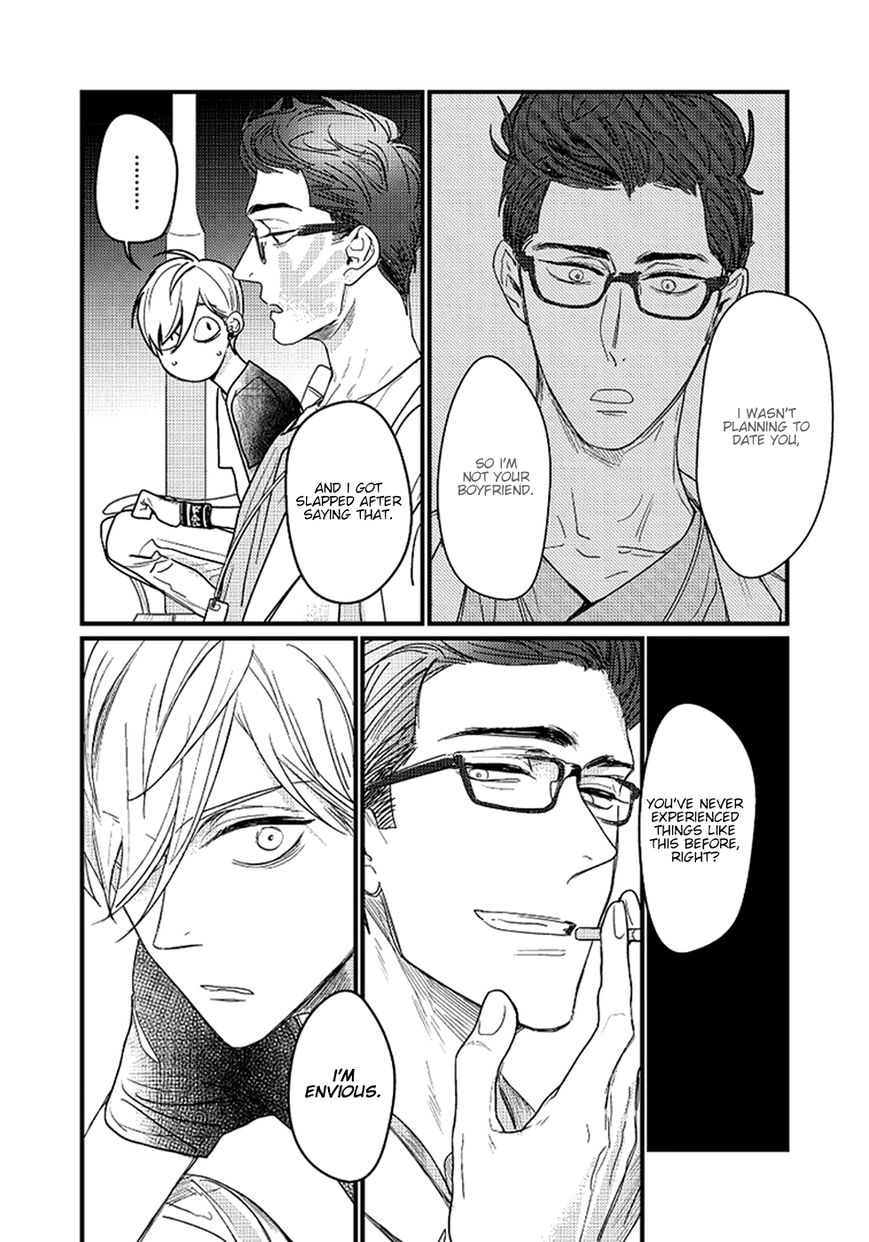 I WASN'T
PLANNING TO
DATE YOU,
SO I'M
NOT YOUR
BOYFRIEND.
.........
AND I GOT
SLAPPED AFTER
SAYING THAT.
YOU'VE NEVER
EXPERIENCED
THINGS LIKE
THIS BEFORE,
RIGHT?
I'M
ENVIOUS.